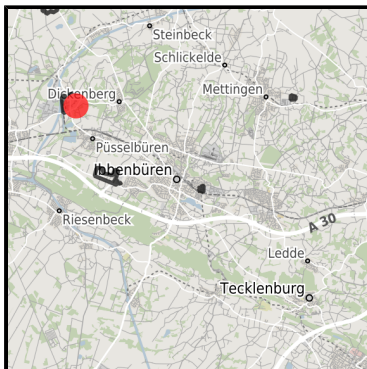 Steinbeck
Schlickelde
Dickenberg
Mettingen
Püsselbüren
Ibbenbüren
Riesenbeck
A 30
Ledde
Tecklenburg